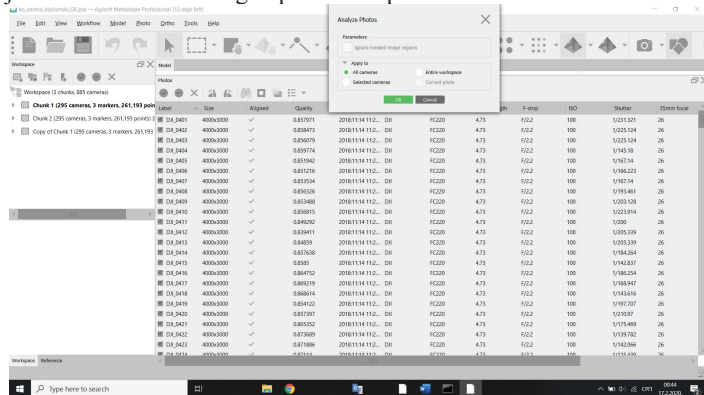 ko_cesma_diplomski_GK.psx — Agisoft Metashape Professional (12 days left)
File Edit View Workflow Model Photo Ortho Tools Help
Analyze Photos
Parameters
Ignore masked image regions
Apply to
All cameras Entire workspace
Selected cameras Current photo
OK Cancel
Workspace Model
Workspace (3 chunks, 885 cameras)
Chunk 1 (295 cameras, 3 markers, 261,193 poin
Chunk 2 (295 cameras, 3 markers, 261,193 points)
Copy of Chunk 1 (295 cameras, 3 markers, 261,193
Photos
Label Size Aligned Quality F-stop ISO Shutter 35mm focal
DJI_0401 4000x3000 0.857971 2018:11:14 11:2... DJI FC220 4.73 F/2.2 100 1/231.321 26
DJI_0402 4000x3000 0.858473 2018:11:14 11:2... DJI FC220 4.73 F/2.2 100 1/225.124 26
DJI_0403 4000x3000 0.856079 2018:11:14 11:2... DJI FC220 4.73 F/2.2 100 1/225.124 26
DJI_0404 4000x3000 0.859774 2018:11:14 11:2... DJI FC220 4.73 F/2.2 100 1/145.18 26
DJI_0405 4000x3000 0.851942 2018:11:14 11:2... DJI FC220 4.73 F/2.2 100 1/167.14 26
DJI_0406 4000x3000 0.851216 2018:11:14 11:2... DJI FC220 4.73 F/2.2 100 1/166.223 26
DJI_0407 4000x3000 0.853534 2018:11:14 11:2... DJI FC220 4.73 F/2.2 100 1/167.14 26
DJI_0408 4000x3000 0.856326 2018:11:14 11:2... DJI FC220 4.73 F/2.2 100 1/193.461 26
DJI_0409 4000x3000 0.853488 2018:11:14 11:2... DJI FC220 4.73 F/2.2 100 1/203.128 26
DJI_0410 4000x3000 0.856815 2018:11:14 11:2... DJI FC220 4.73 F/2.2 100 1/223.914 26
DJI_0411 4000x3000 0.849292 2018:11:14 11:2... DJI FC220 4.73 F/2.2 100 1/200 26
DJI_0412 4000x3000 0.839411 2018:11:14 11:2... DJI FC220 4.73 F/2.2 100 1/205.339 26
DJI_0413 4000x3000 0.84859 2018:11:14 11:2... DJI FC220 4.73 F/2.2 100 1/205.339 26
DJI_0414 4000x3000 0.857638 2018:11:14 11:2... DJI FC220 4.73 F/2.2 100 1/184.264 26
DJI_0415 4000x3000 0.8585 2018:11:14 11:2... DJI FC220 4.73 F/2.2 100 1/142.837 26
DJI_0416 4000x3000 0.864752 2018:11:14 11:2... DJI FC220 4.73 F/2.2 100 1/186.254 26
DJI_0417 4000x3000 0.869219 2018:11:14 11:2... DJI FC220 4.73 F/2.2 100 1/168.947 26
DJI_0418 4000x3000 0.868614 2018:11:14 11:2... DJI FC220 4.73 F/2.2 100 1/143.616 26
DJI_0419 4000x3000 0.854122 2018:11:14 11:2... DJI FC220 4.73 F/2.2 100 1/197.707 26
DJI_0420 4000x3000 0.857397 2018:11:14 11:2... DJI FC220 4.73 F/2.2 100 1/210.97 26
DJI_0421 4000x3000 0.865352 2018:11:14 11:2... DJI FC220 4.73 F/2.2 100 1/175.469 26
DJI_0422 4000x3000 0.873689 2018:11:14 11:2... DJI FC220 4.73 F/2.2 100 1/139.782 26
DJI_0423 4000x3000 0.871886 2018:11:14 11:2... DJI FC220 4.73 F/2.2 100 1/142.066 26
Workspace Reference
Type here to search
СРП 00:44
17.2.2020.